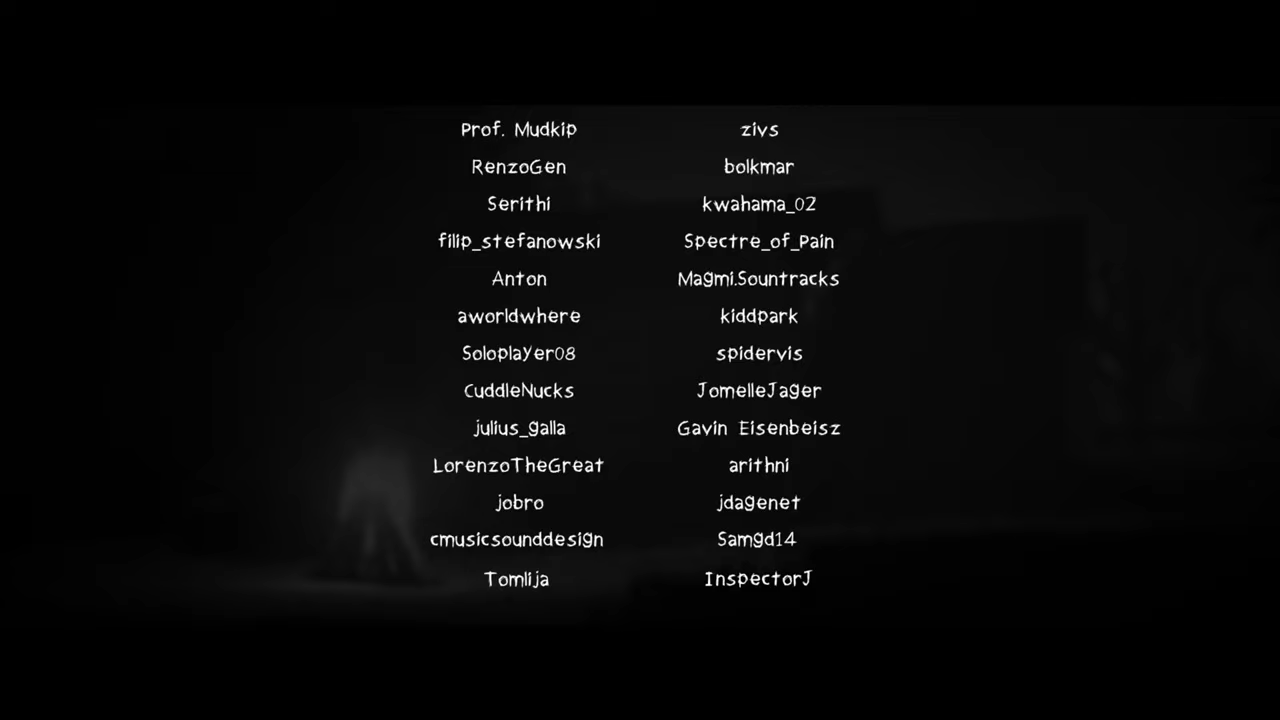 Prof. Mudkip zivs
RenzoGen bolkmar
Serithi kwahama_02
filip_stefanowski Spectre_of_Pain
Anton Magmi.Sountracks
aworldwhere kiddpark
Soloplayer08 spidervis
CuddleNucks JomelleJager
julius_galla Gavin Eisenbeisz
LorenzoTheGreat arithni
jobro jdagenet
cmusicsounddesign Samgd14
Tomlija InspectorJ